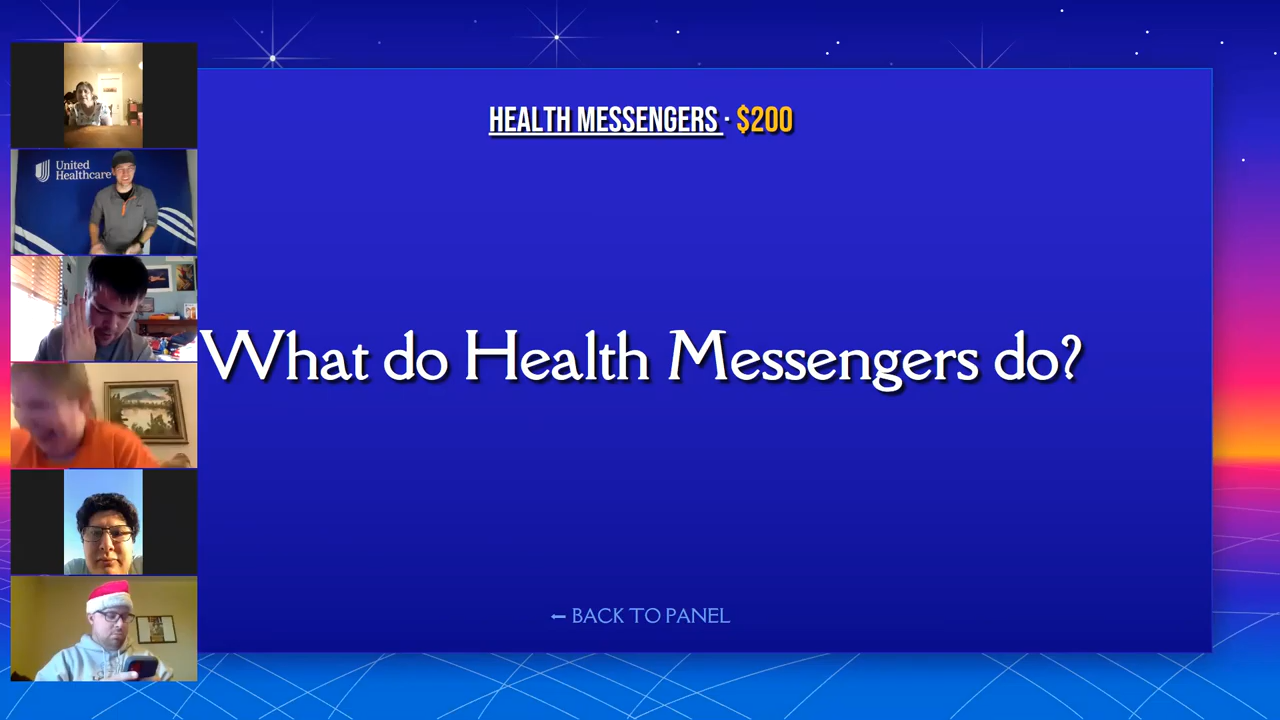 HEALTH MESSENGERS · $200
United
Healthcare
What do Health Messengers do?
← BACK TO PANEL